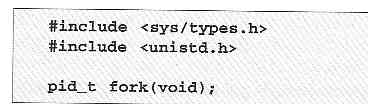 #include <sys/types.h>
#include <unistd.h>
pid_t fork(void);